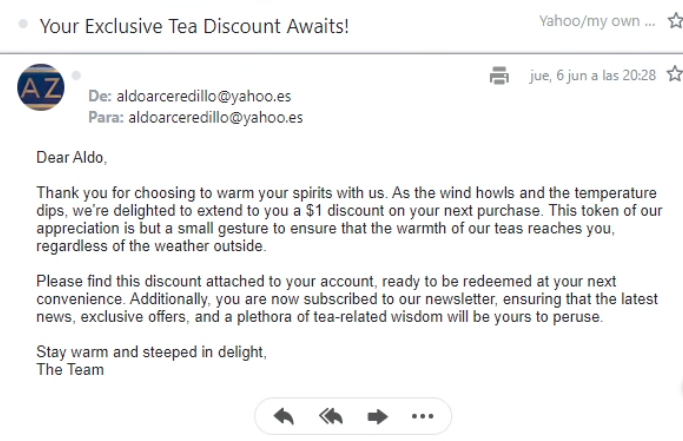 Your Exclusive Tea Discount Awaits!
Yahoo/my own ...
AZ
jue, 6 jun a las 20:28
De: aldoarceredillo@yahoo.es
Para: aldoarceredillo@yahoo.es
Dear Aldo,
Thank you for choosing to warm your spirits with us. As the wind howls and the temperature
dips, we're delighted to extend to you a $1 discount on your next purchase. This token of our
appreciation is but a small gesture to ensure that the warmth of our teas reaches you,
regardless of the weather outside.
Please find this discount attached to your account, ready to be redeemed at your next
convenience. Additionally, you are now subscribed to our newsletter, ensuring that the latest
news, exclusive offers, and a plethora of tea-related wisdom will be yours to peruse.
Stay warm and steeped in delight,
The Team